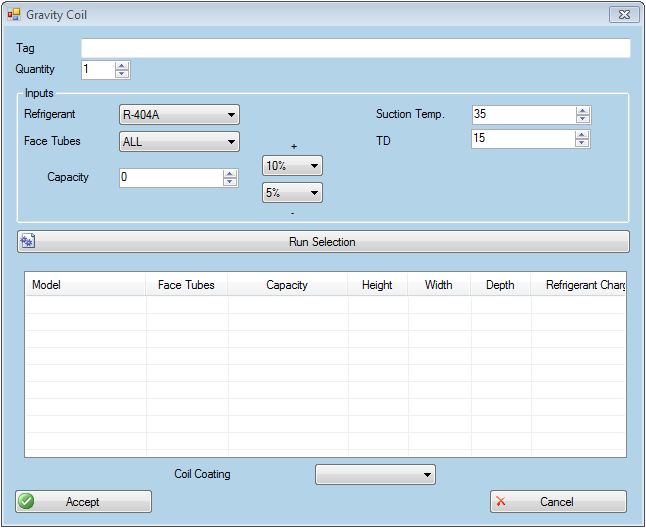 Gravity Coil
Tag
Quantity 1
Inputs
Refrigerant R-404A Suction Temp. 35
Face Tubes ALL + TD 15
Capacity 0 10%
5%
-
Run Selection
Model Face Tubes Capacity Height Width Depth Refrigerant Charg
Coil Coating
Accept Cancel